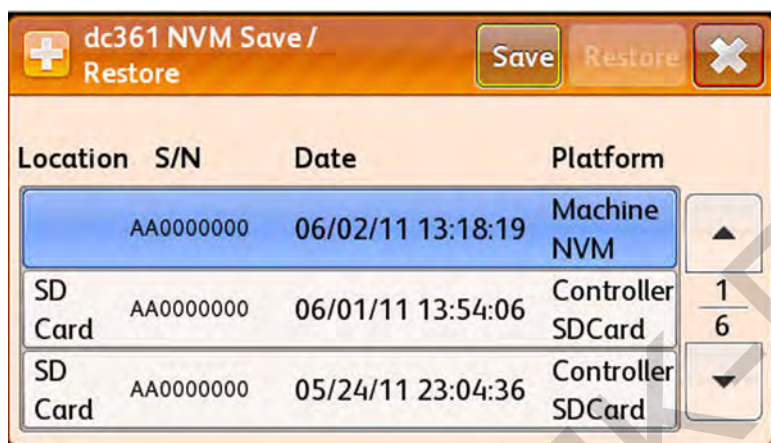 dc361 NVM Save /
Restore
Save
Restore
Location S/N Date Platform
AA0000000 06/02/11 13:18:19 Machine
NVM
SD
Card AA0000000 06/01/11 13:54:06 Controller
SDCard
1
6
SD
Card AA0000000 05/24/11 23:04:36 Controller
SDCard